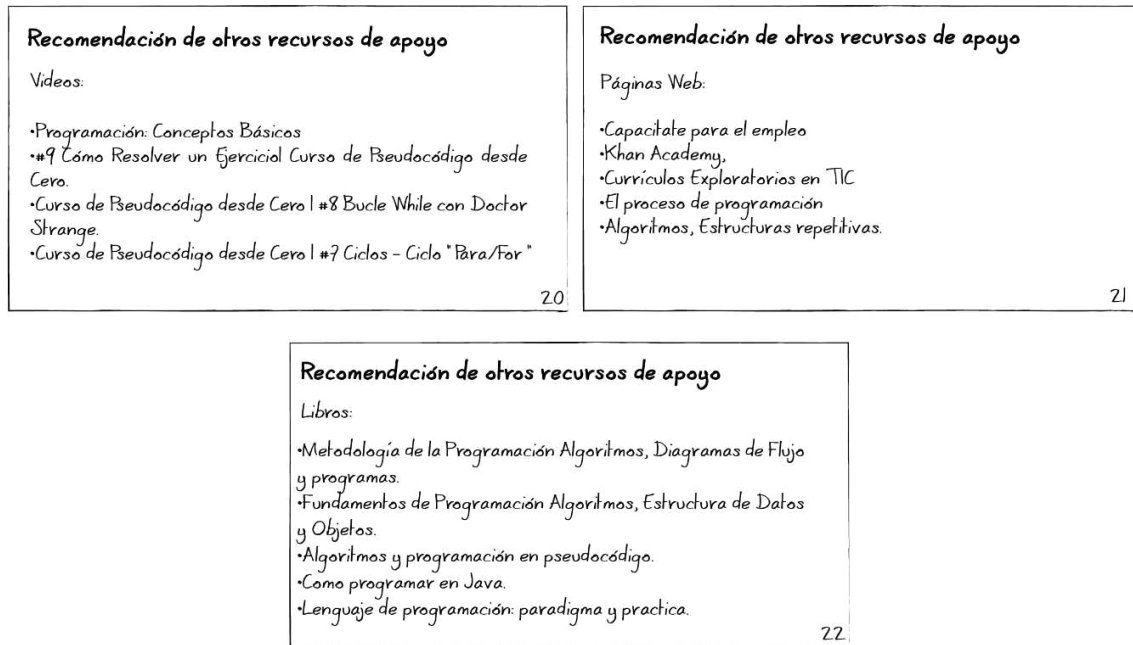 Recomendación de otros recursos de apoyo
Videos:
•Programación: Conceptos Básicos
•#9 Cómo Resolver un Ejercicio| Curso de Pseudocódigo desde
Cero.
•Curso de Pseudocódigo desde Cero | #8 Bucle While con Doctor
Strange.
•Curso de Pseudocódigo desde Cero | #7 Ciclos - Ciclo "Para/For"
20
Recomendación de otros recursos de apoyo
Páginas Web:
•Capacitate para el empleo
•Khan Academy,
•Currículos Exploratorios en TIC
•El proceso de programación
•Algoritmos, Estructuras repetitivas.
21
Recomendación de otros recursos de apoyo
Libros:
•Metodología de la Programación Algoritmos, Diagramas de Flujo
y programas.
•Fundamentos de Programación Algoritmos, Estructura de Datos
y Objetos.
•Algoritmos y programación en pseudocódigo.
•Como programar en Java.
•Lenguaje de programación: paradigma y practica.
22